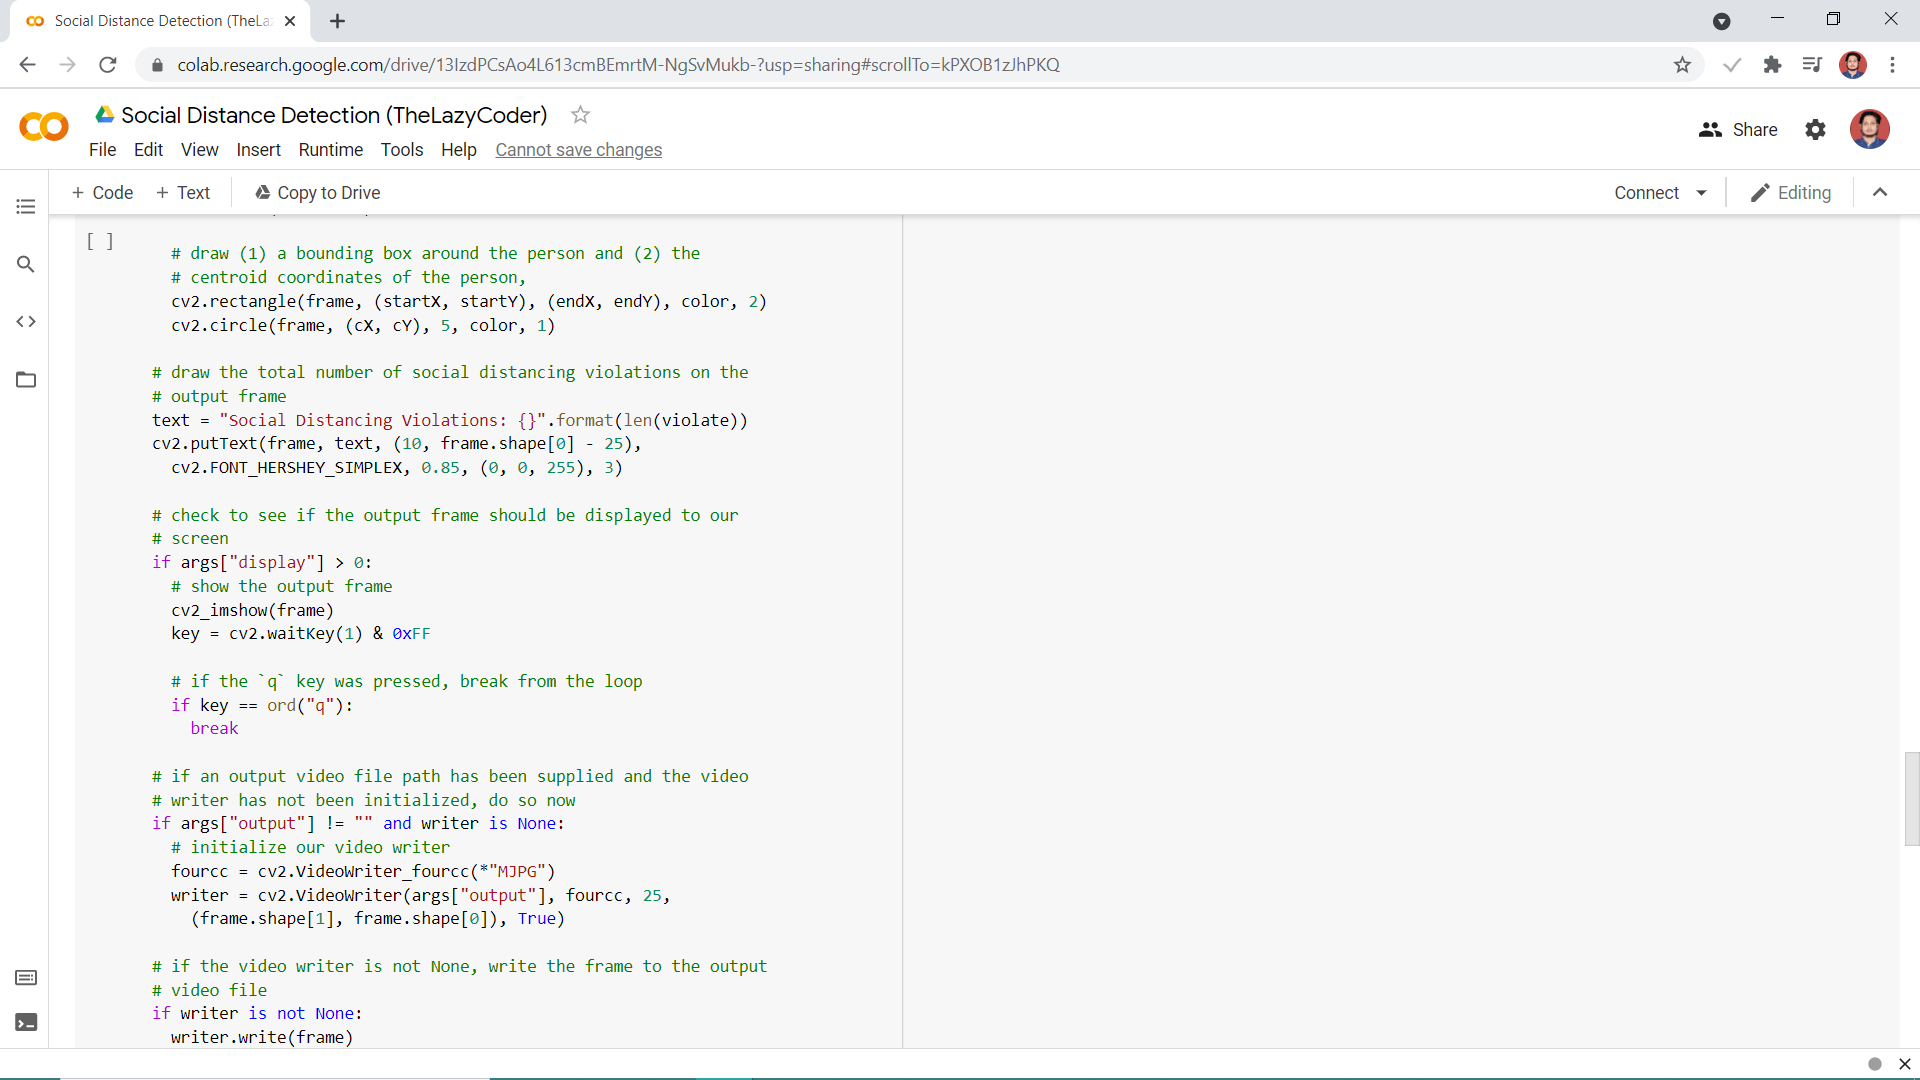 Social Distance Detection (TheLa
colab.research.google.com/drive/13IzdPCsAo4L613cmBEmrtM-NgSvMukb-?usp=sharing#scrollTo=kPXOB1zJhPKQ
Social Distance Detection (TheLazyCoder)
File Edit View Insert Runtime Tools Help Cannot save changes
Share
+ Code + Text Copy to Drive
Connect Editing
[ ]
# draw (1) a bounding box around the person and (2) the
# centroid coordinates of the person,
cv2.rectangle(frame, (startX, startY), (endX, endY), color, 2)
cv2.circle(frame, (cX, cY), 5, color, 1)
# draw the total number of social distancing violations on the
# output frame
text = "Social Distancing Violations: {}".format(len(violate))
cv2.putText(frame, text, (10, frame.shape[0] - 25),
cv2.FONT_HERSHEY_SIMPLEX, 0.85, (0, 0, 255), 3)
# check to see if the output frame should be displayed to our
# screen
if args["display"] > 0:
# show the output frame
cv2_imshow(frame)
key = cv2.waitKey(1) & 0xFF
# if the `q` key was pressed, break from the loop
if key == ord("q"):
break
# if an output video file path has been supplied and the video
# writer has not been initialized, do so now
if args["output"] != "" and writer is None:
# initialize our video writer
fourcc = cv2.VideoWriter_fourcc(*"MJPG")
writer = cv2.VideoWriter(args["output"], fourcc, 25,
(frame.shape[1], frame.shape[0]), True)
# if the video writer is not None, write the frame to the output
# video file
if writer is not None:
writer.write(frame)